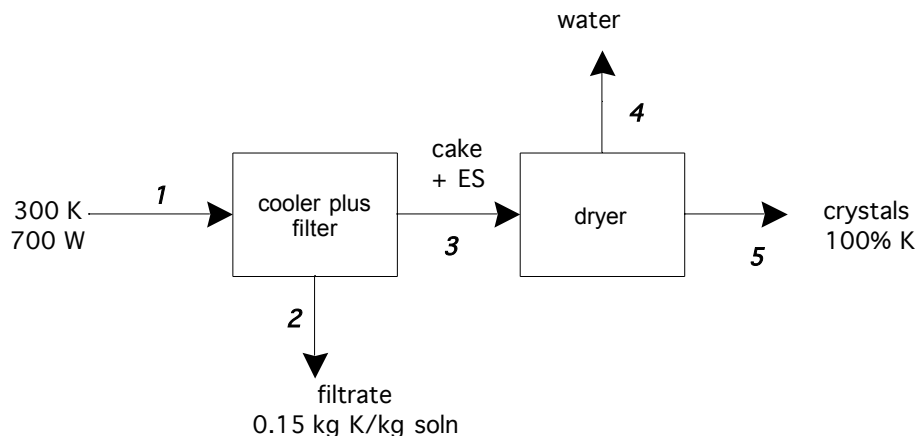 water
4
cake
+ ES
1
300 K
700 W
cooler plus
filter
3
dryer
5
crystals
100% K
2
filtrate
0.15 kg K/kg soln